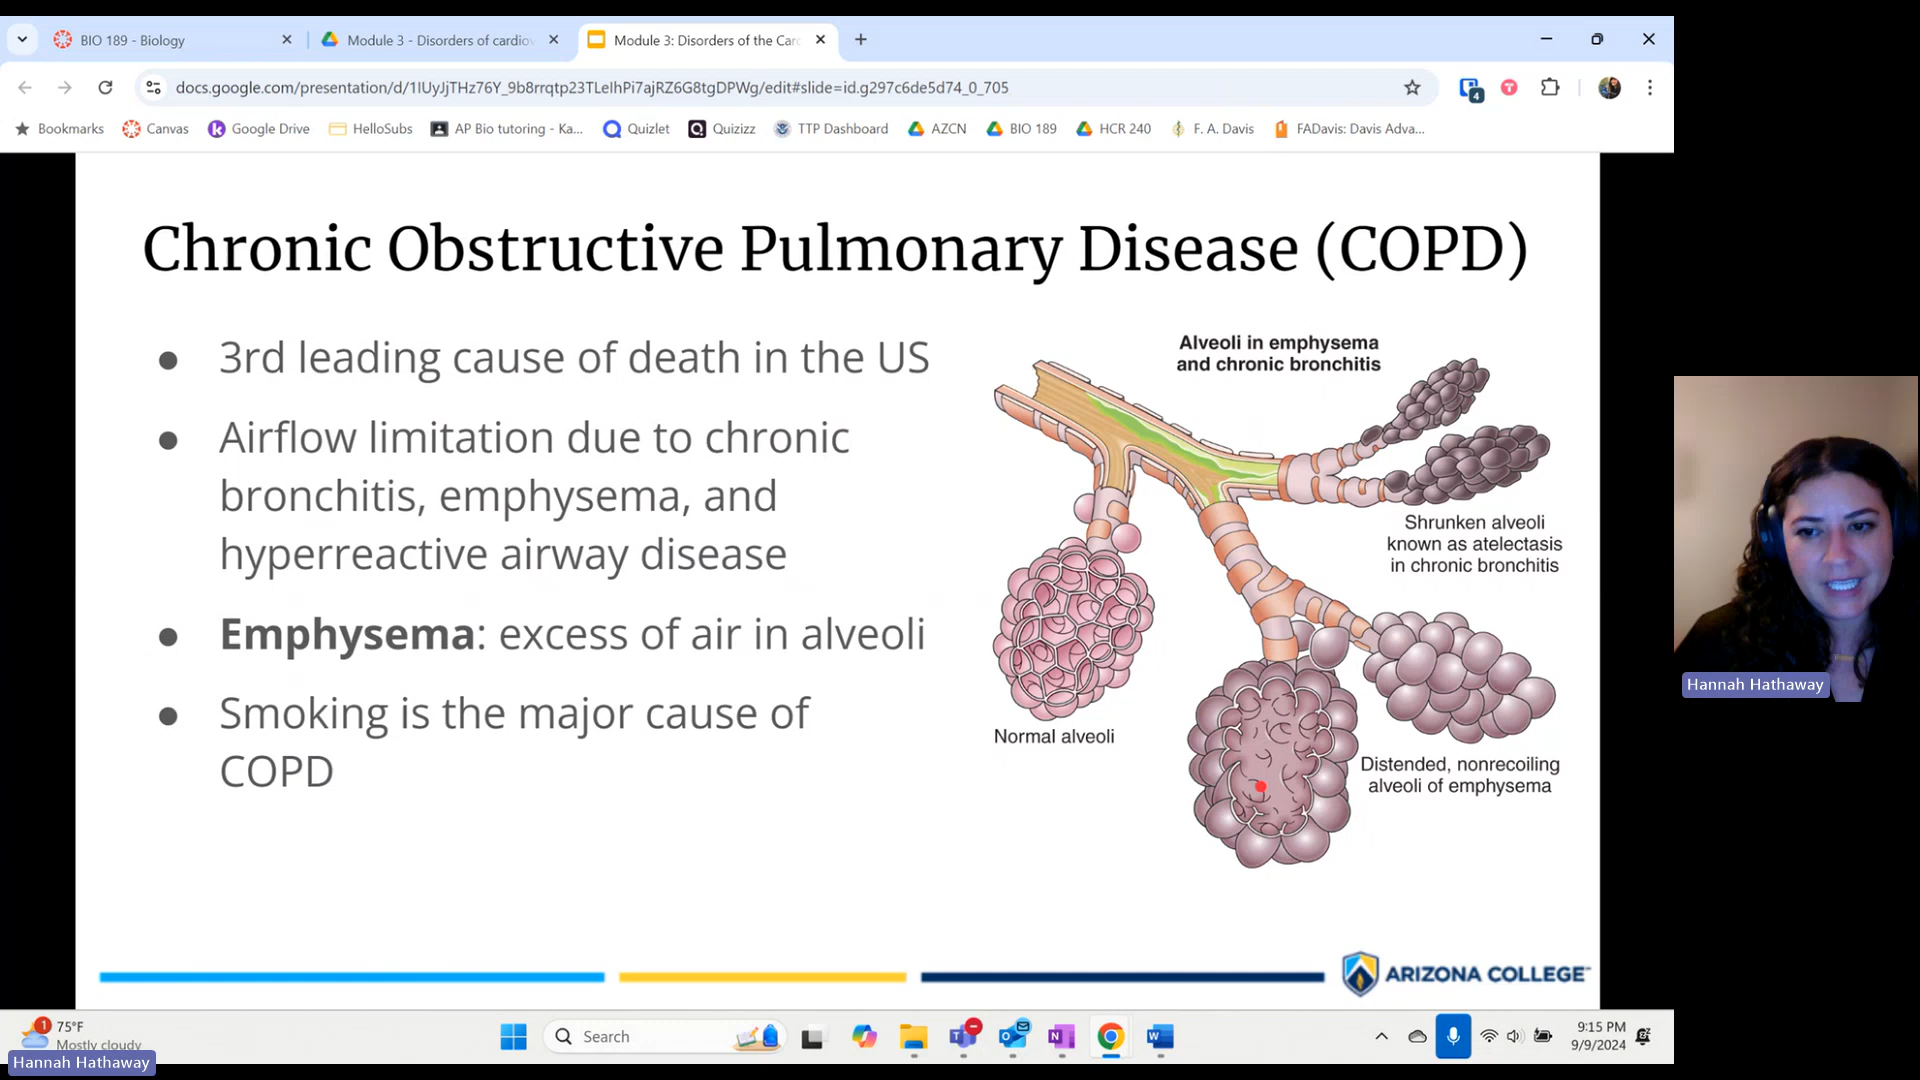 BIO 189 - Biology
Module 3 - Disorders of cardiov
Module 3: Disorders of the Carc
docs.google.com/presentation/d/1IUyJjTHz76Y_9b8rrqtp23TLeIhPi7ajRZ6G8tgDPWg/edit#slide=id.g297c6de5d74_0_705
4
Bookmarks
Canvas
Google Drive
HelloSubs
AP Bio tutoring - Ka...
Quizlet
Quizizz
TTP Dashboard
AZCN
BIO 189
HCR 240
F. A. Davis
FADavis: Davis Adva...
Chronic Obstructive Pulmonary Disease (COPD)
● 3rd leading cause of death in the US
● Airflow limitation due to chronic
bronchitis, emphysema, and
hyperreactive airway disease
● Emphysema: excess of air in alveoli
● Smoking is the major cause of
COPD
Alveoli in emphysema
and chronic bronchitis
Shrunken alveoli
known as atelectasis
in chronic bronchitis
Normal alveoli
Distended, nonrecoiling
alveoli of emphysema
ARIZONA COLLEGE
Hannah Hathaway
1
75°F
Mostly cloudy
Hannah Hathaway
Search
9:15 PM
9/9/2024